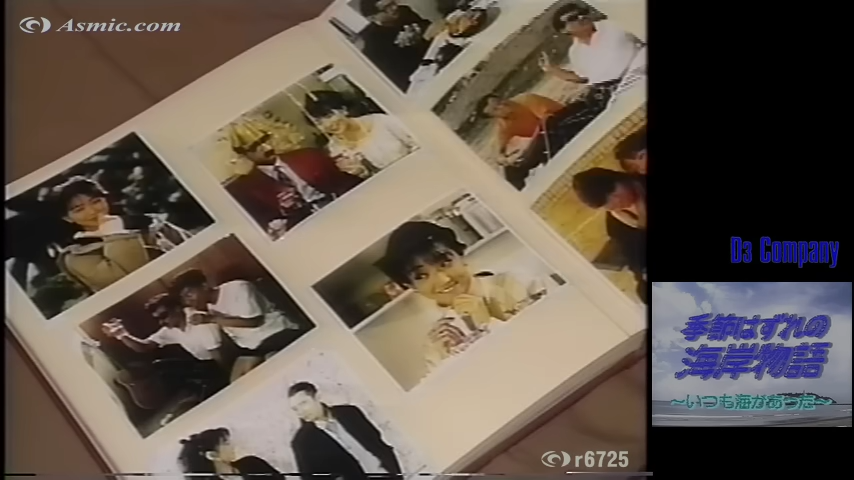 Asmic.com
D3 Company
季節はずれの
海岸物語
～いつも海があった～
r6725